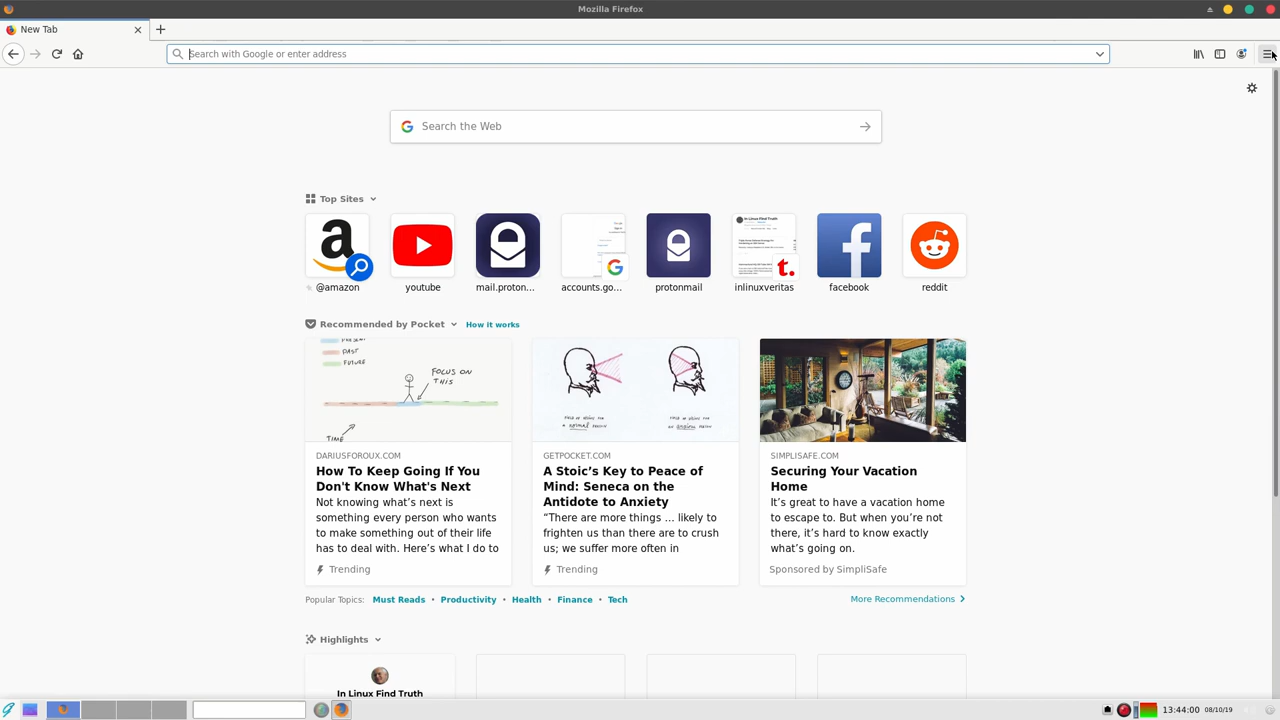 Mozilla Firefox
New Tab
Search with Google or enter address
Search the Web
Top Sites
@amazon
youtube
mail.proton...
accounts.go...
protonmail
inlinuxveritas
facebook
reddit
Recommended by Pocket
How it works
PAST
FUTURE
FOCUS ON
THIS
TIME
DARIUSFOROUX.COM
How To Keep Going If You
Don't Know What's Next
Not knowing what’s next is
something every person who wants
to make something out of their life
has to deal with. Here’s what I do to
Trending
GETPOCKET.COM
A Stoic’s Key to Peace of
Mind: Seneca on the
Antidote to Anxiety
“There are more things … likely to
frighten us than there are to crush
us; we suffer more often in
Trending
SIMPLISAFE.COM
Securing Your Vacation
Home
It’s great to have a vacation home
to escape to. But when you’re not
there, it’s hard to know exactly
what’s going on.
Sponsored by SimpliSafe
Popular Topics: Must Reads • Productivity • Health • Finance • Tech
More Recommendations
Highlights
In Linux Find Truth
13:44:00 08/10/19